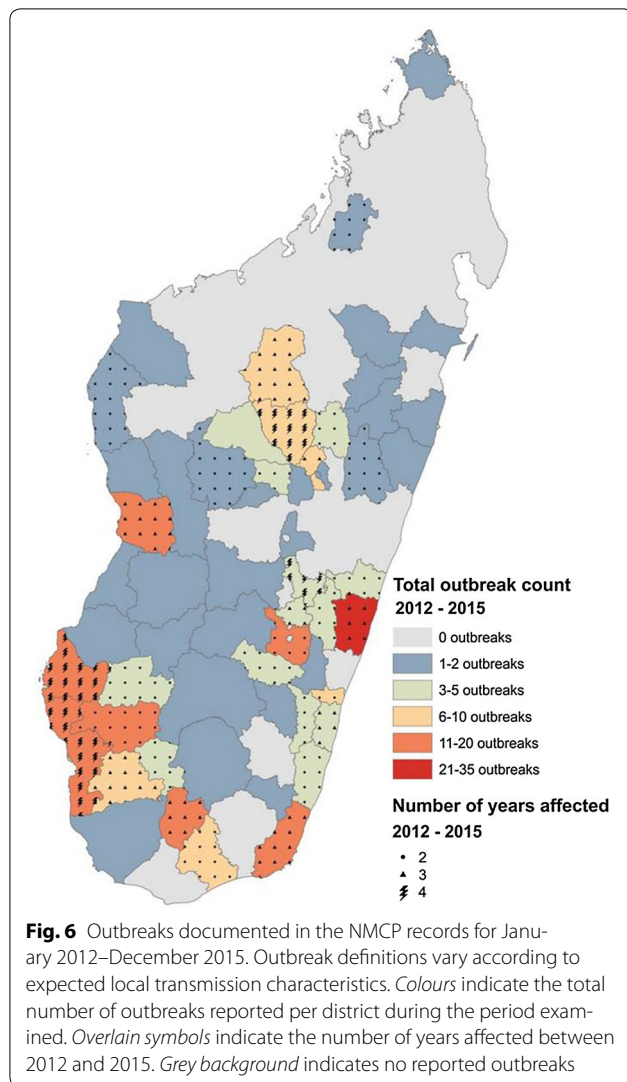 Total outbreak count
2012 - 2015
0 outbreaks
1-2 outbreaks
3-5 outbreaks
6-10 outbreaks
11-20 outbreaks
21-35 outbreaks
Number of years affected
2012 - 2015
2
3
4
Fig. 6 Outbreaks documented in the NMCP records for Janu-
ary 2012–December 2015. Outbreak definitions vary according to
expected local transmission characteristics. Colours indicate the total
number of outbreaks reported per district during the period exam-
ined. Overlain symbols indicate the number of years affected between
2012 and 2015. Grey background indicates no reported outbreaks